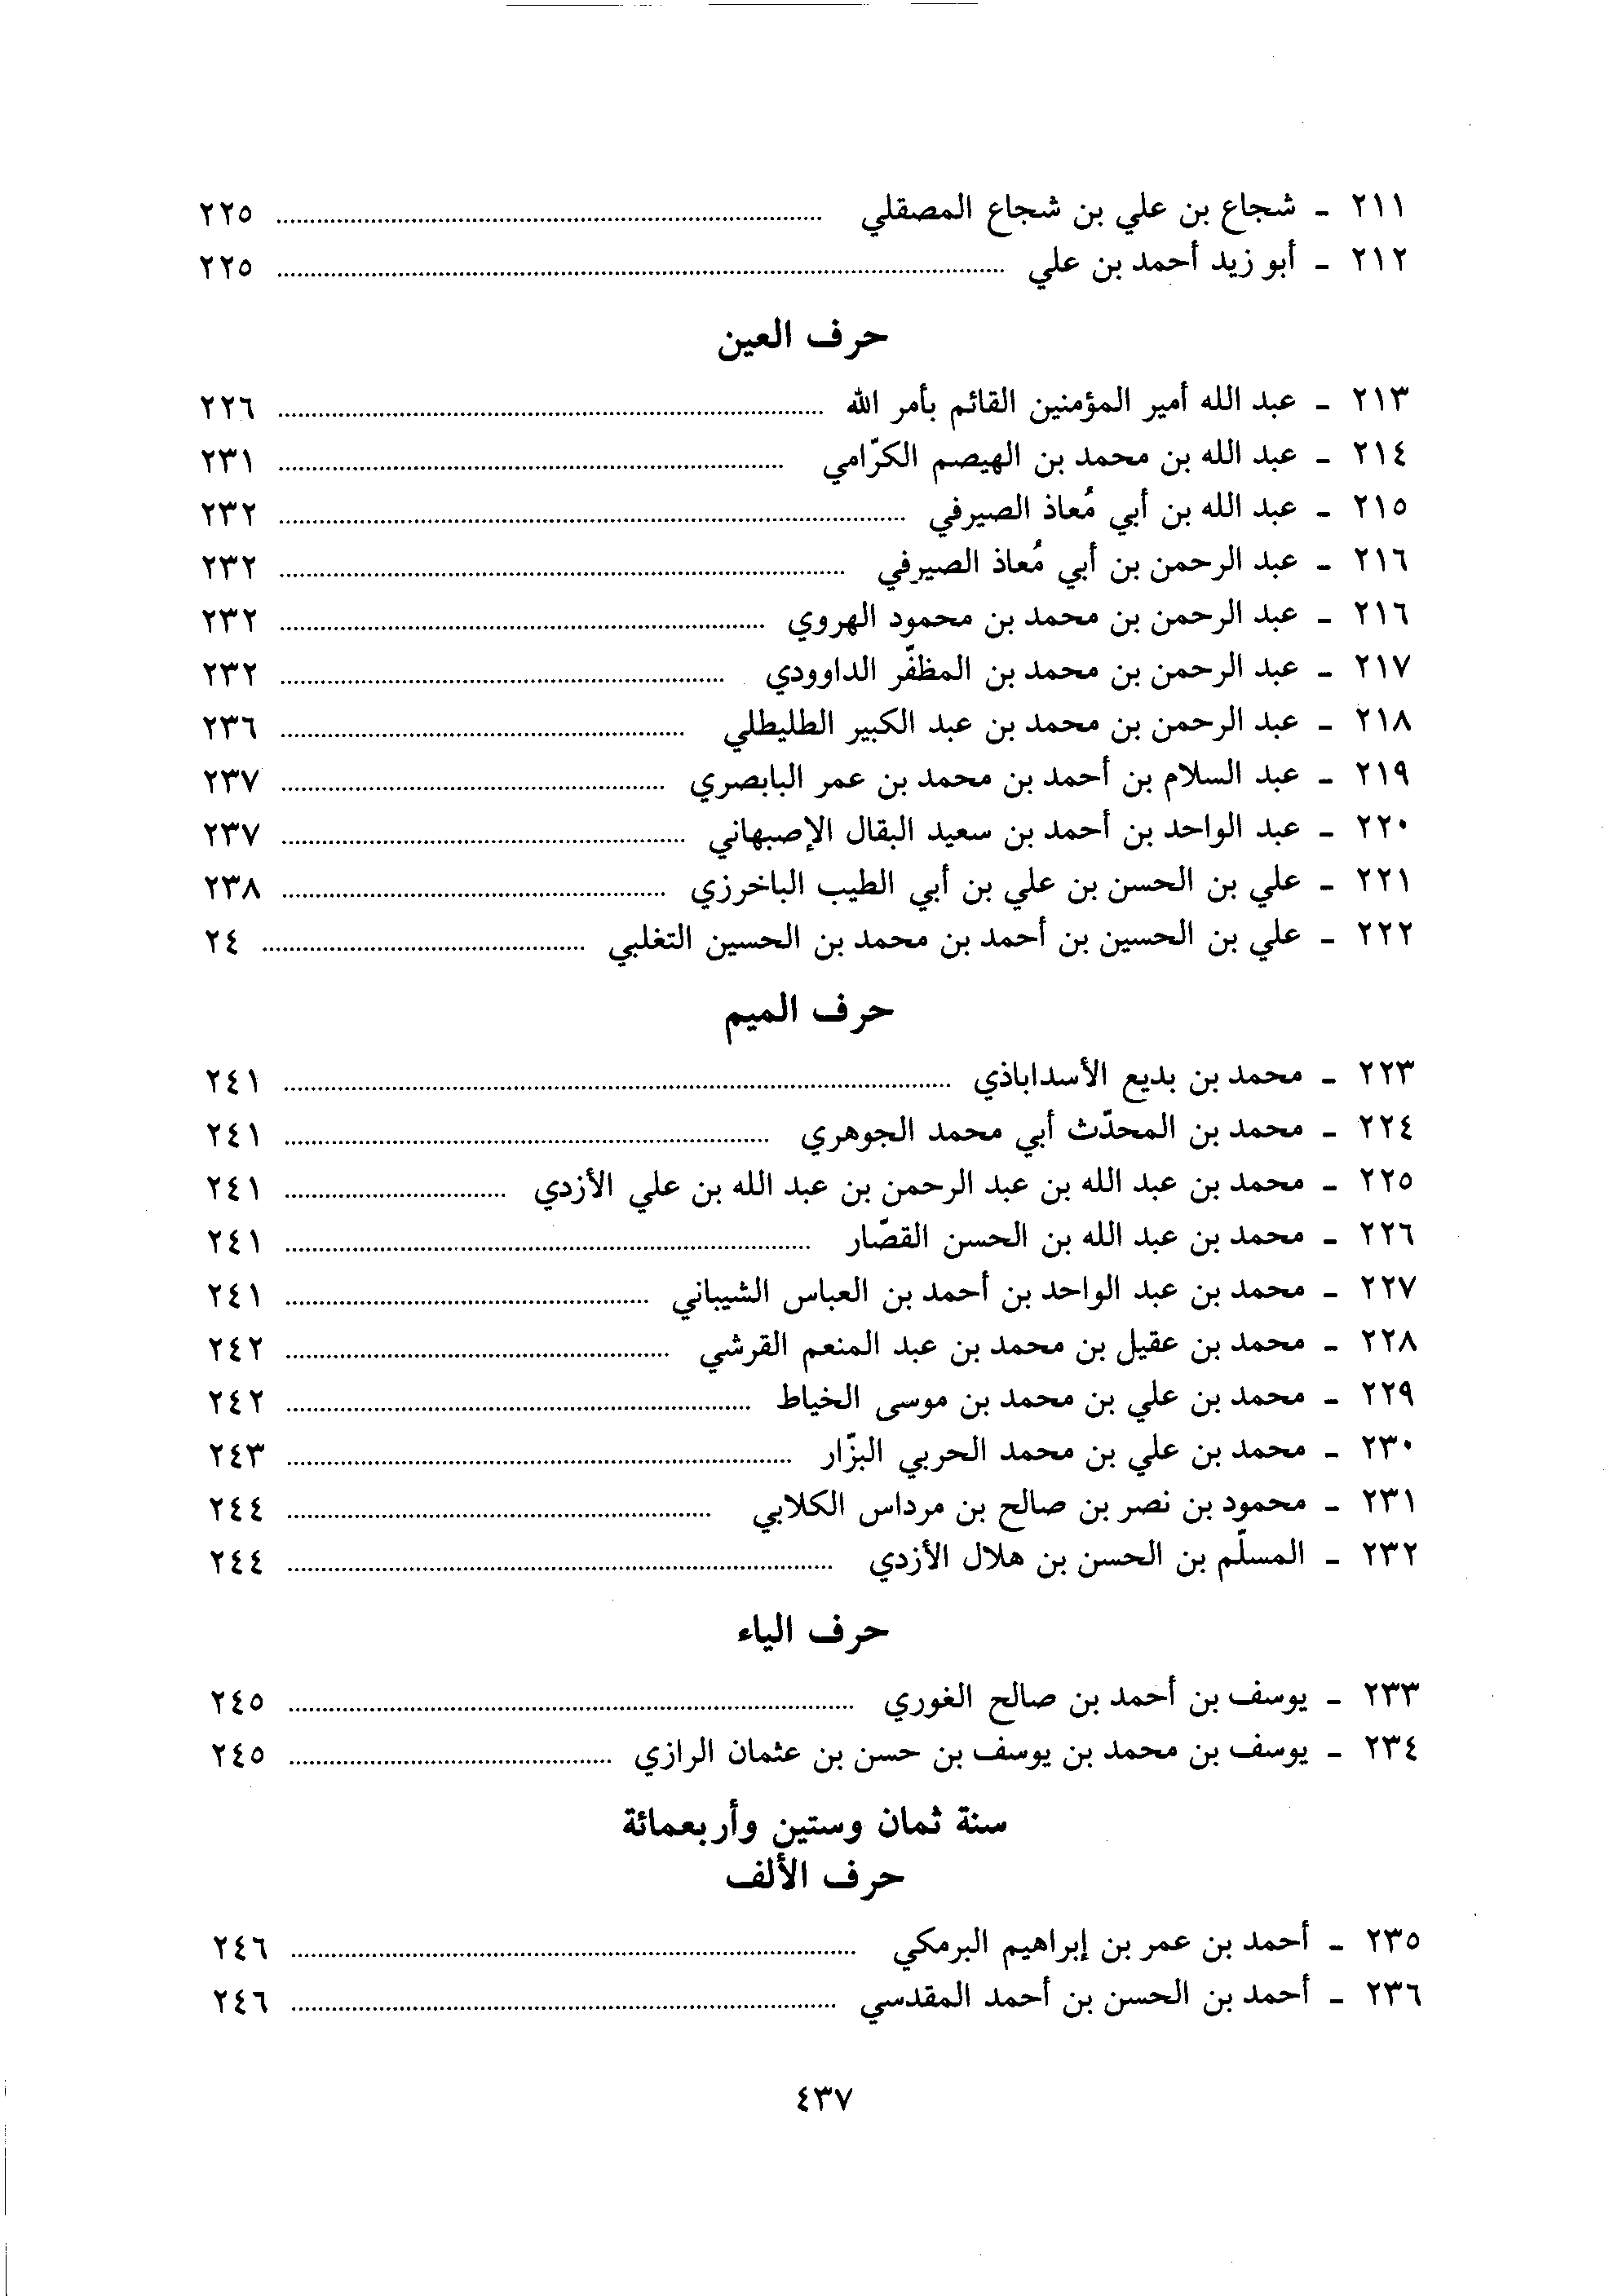 ٢١١ - شجاع بن علي بن شجاع المصقلي ........ ٢٢٥
٢١٢ - أبو زيد أحمد بن علي ........ ٢٢٥
حرف العين
٢١٣ - عبد الله أمير المؤمنين القائم بأمر الله ........ ٢٢٦
٢١٤ - عبد الله بن محمد بن الهيصم الكرّامي ........ ٢٣١
٢١٥ - عبد الله بن أبي مُعاذ الصيرفي ........ ٢٣٢
٢١٦ - عبد الرحمن بن أبي مُعاذ الصيرفي ........ ٢٣٢
٢١٦ - عبد الرحمن بن محمد بن محمود الهروي ........ ٢٣٢
٢١٧ - عبد الرحمن بن محمد بن المظفّر الداوودي ........ ٢٣٢
٢١٨ - عبد الرحمن بن محمد بن عبد الكبير الطليطلي ........ ٢٣٦
٢١٩ - عبد السلام بن أحمد بن محمد بن عمر البابصري ........ ٢٣٧
٢٢٠ - عبد الواحد بن أحمد بن سعيد البقال الإصبهاني ........ ٢٣٧
٢٢١ - علي بن الحسن بن علي بن أبي الطيب الباخرزي ........ ٢٣٨
٢٢٢ - علي بن الحسين بن أحمد بن محمد بن الحسين التغلبي ........ ٢٤
حرف الميم
٢٢٣ - محمد بن بديع الأسداباذي ........ ٢٤١
٢٢٤ - محمد بن المحدّث أبي محمد الجوهري ........ ٢٤١
٢٢٥ - محمد بن عبد الله بن عبد الرحمن بن عبد الله بن علي الأزدي ........ ٢٤١
٢٢٦ - محمد بن عبد الله بن الحسن القصّار ........ ٢٤١
٢٢٧ - محمد بن عبد الواحد بن أحمد بن العباس الشيباني ........ ٢٤١
٢٢٨ - محمد بن عقيل بن محمد بن عبد المنعم القرشي ........ ٢٤٢
٢٢٩ - محمد بن علي بن محمد بن موسى الخياط ........ ٢٤٢
٢٣٠ - محمد بن علي بن محمد الحربي البزّار ........ ٢٤٣
٢٣١ - محمود بن نصر بن صالح بن مرداس الكلابي ........ ٢٤٤
٢٣٢ - المسلّم بن الحسن بن هلال الأزدي ........ ٢٤٤
حرف الياء
٢٣٣ - يوسف بن أحمد بن صالح الغوري ........ ٢٤٥
٢٣٤ - يوسف بن محمد بن يوسف بن حسن بن عثمان الرازي ........ ٢٤٥
سنة ثمان وستين وأربعمائة
حرف الألف
٢٣٥ - أحمد بن عمر بن إبراهيم البرمكي ........ ٢٤٦
٢٣٦ - أحمد بن الحسن بن أحمد المقدسي ........ ٢٤٦
٤٣٧